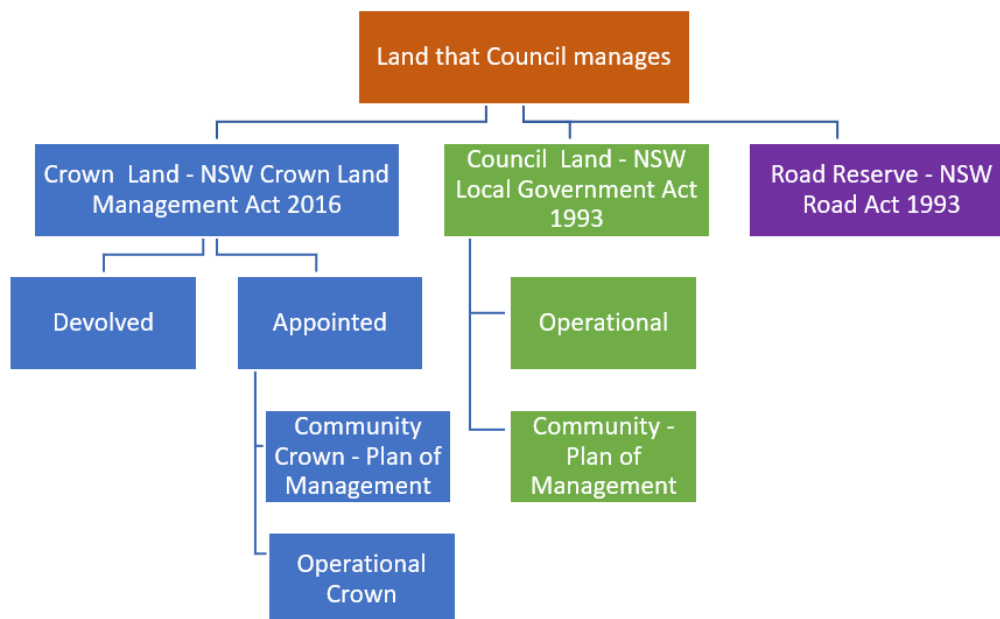 Land that Council manages
Crown  Land - NSW Crown Land
Management Act 2016
Council  Land - NSW
Local Government Act
1993
Road Reserve - NSW
Road Act 1993
Devolved
Appointed
Operational
Community
Crown - Plan of
Management
Community -
Plan of
Management
Operational
Crown